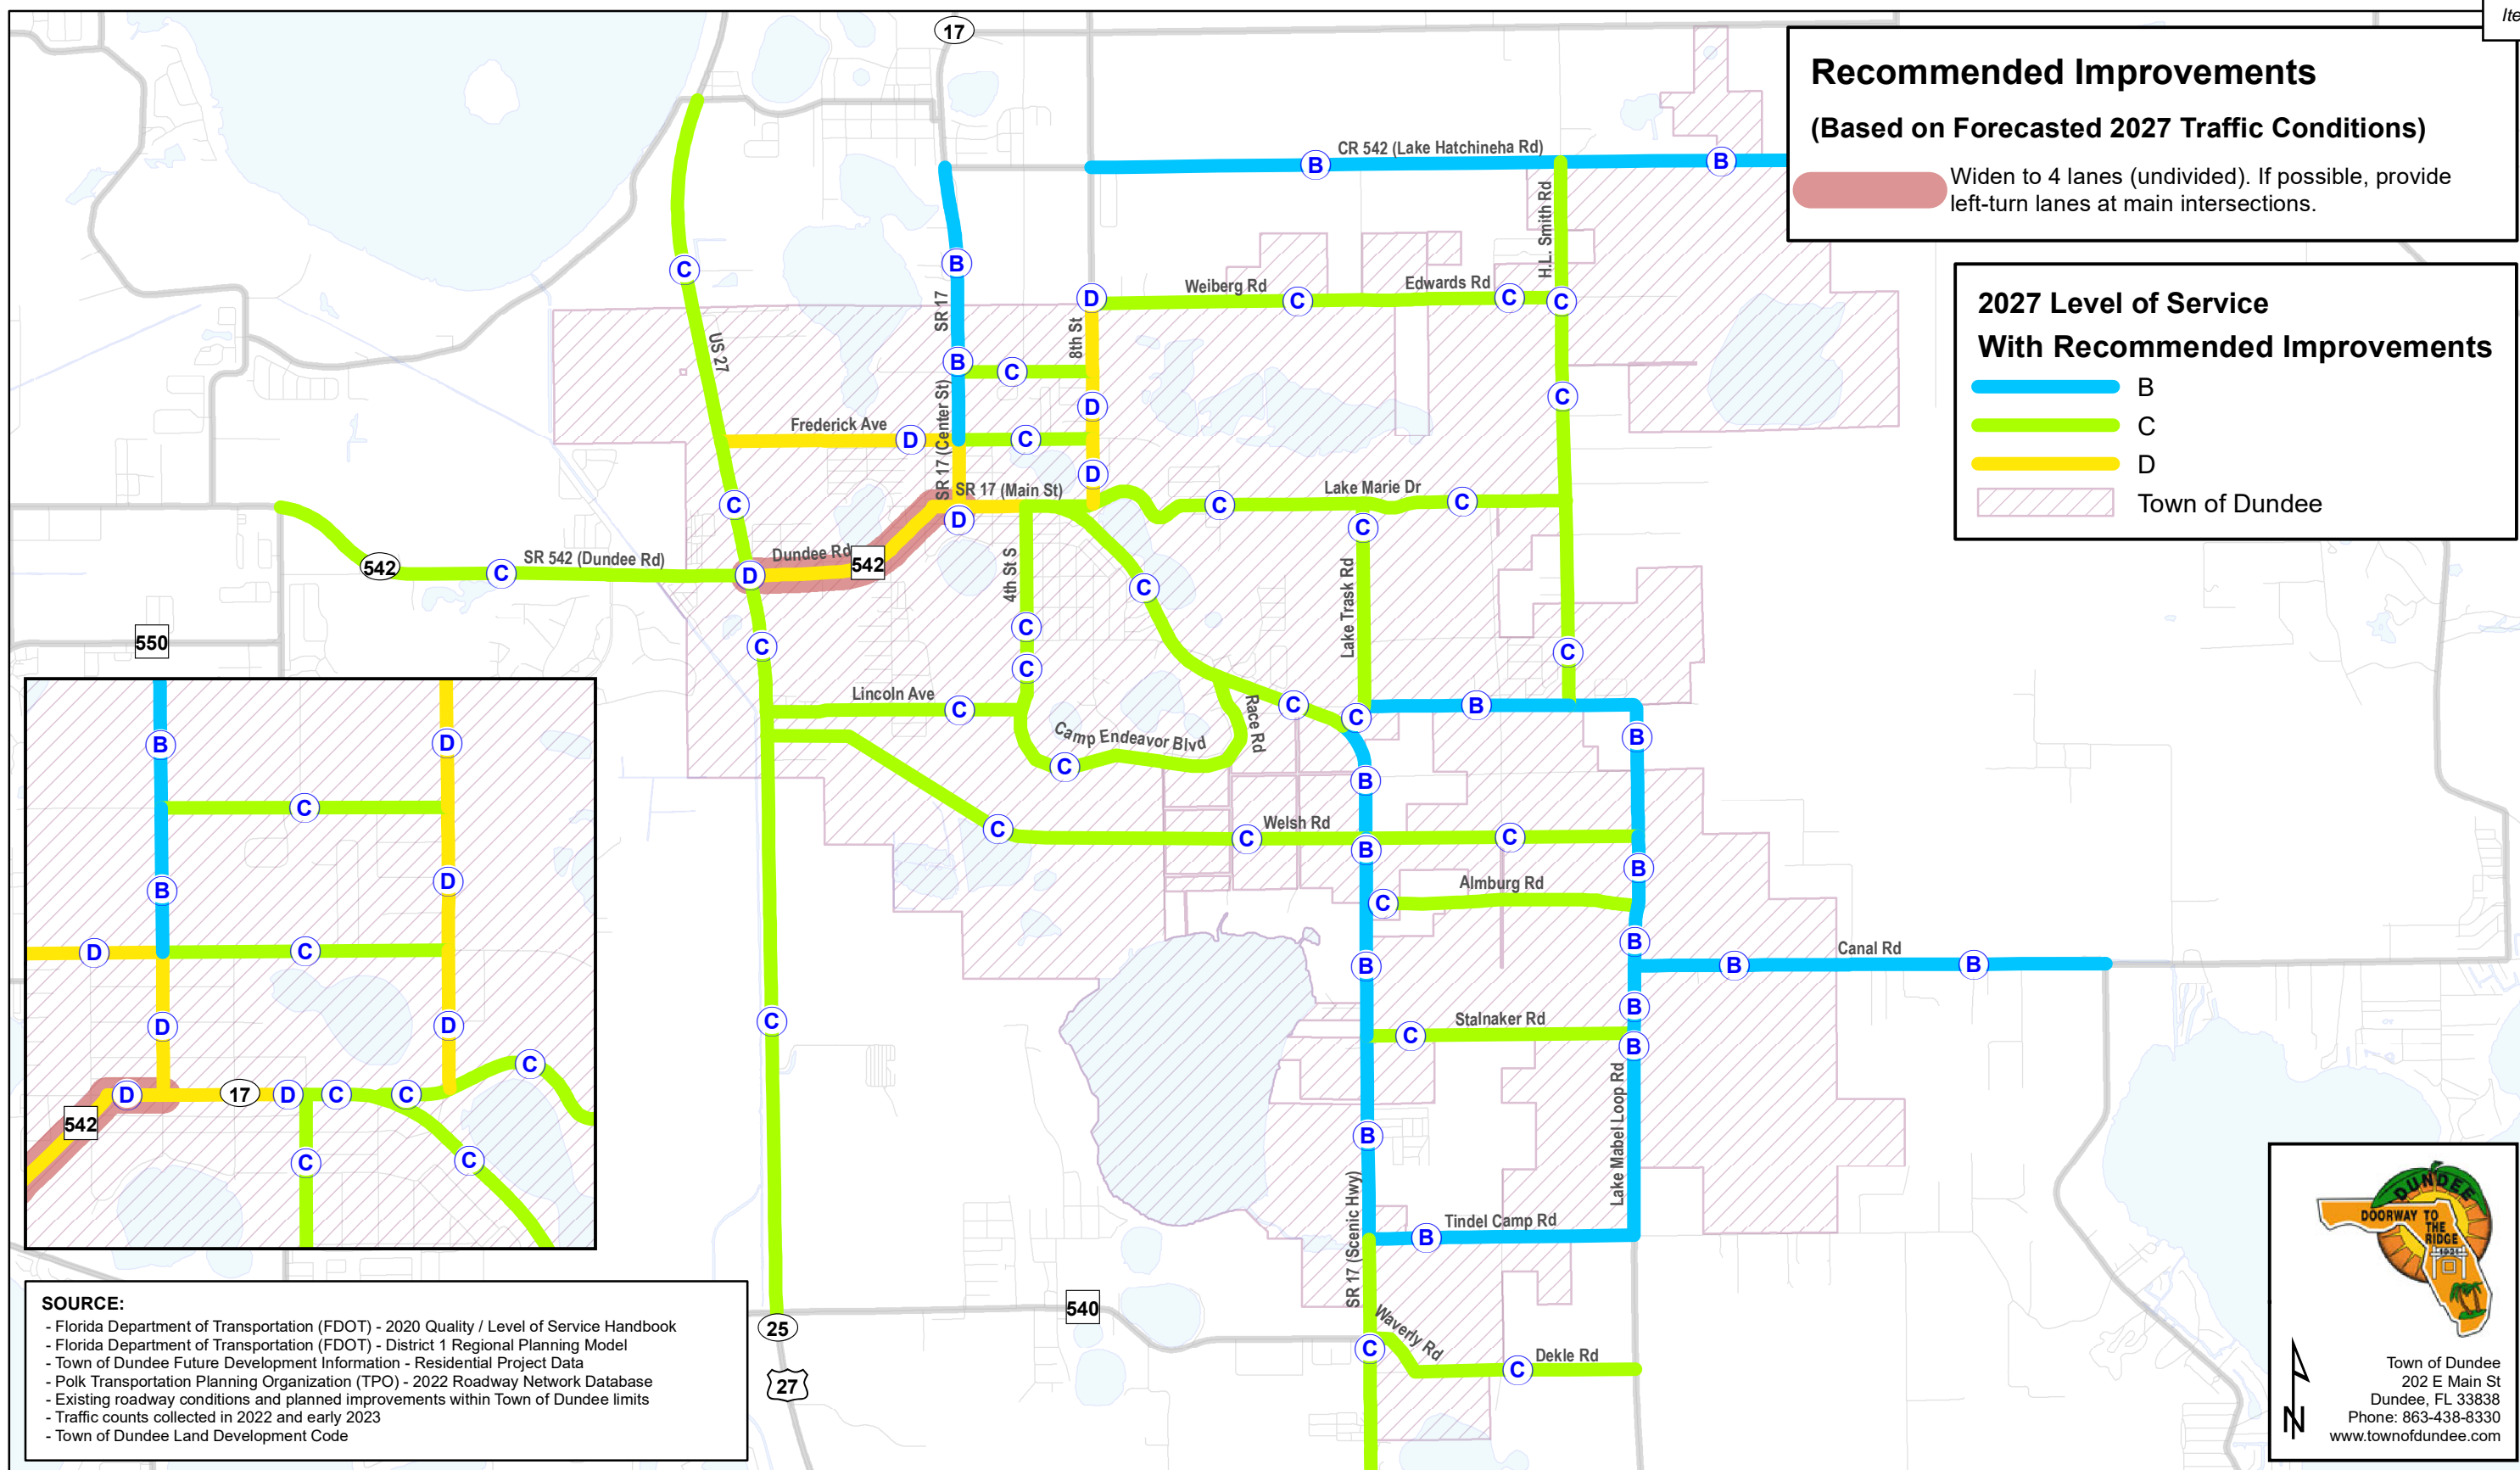 Ite
17
Recommended Improvements
(Based on Forecasted 2027 Traffic Conditions)
Widen to 4 lanes (undivided). If possible, provide
left-turn lanes at main intersections.
CR 542 (Lake Hatchineha Rd)
B
B
H.L. Smith Rd
2027 Level of Service
With Recommended Improvements
B
C
D
Town of Dundee
C
B
SR 17
US 27
8th St
D
Weiberg Rd
C
Edwards Rd
C
C
B
C
D
C
SR 17 (Center St)
Frederick Ave
D
C
D
C
SR 17 (Main St)
D
C
Lake Marie Dr
C
C
542
C
SR 542 (Dundee Rd)
D
Dundee Rd
542
4th St S
C
C
Lake Trask Rd
550
C
C
C
C
Lincoln Ave
C
Race Rd
C
C
B
B
Camp Endeavor Blvd
C
B
C
Welsh Rd
C
B
C
B
Almburg Rd
C
B
B
Canal Rd
B
B
C
B
Stalnaker Rd
C
B
B
Lake Mabel Loop Rd
SR 17 (Scenic Hwy)
Tindel Camp Rd
B
540
25
27
Waverly Rd
C
Dekle Rd
C
B
D
C
D
B
D
C
D
D
D
17
D
C
C
C
542
C
C
SOURCE:
- Florida Department of Transportation (FDOT) - 2020 Quality / Level of Service Handbook
- Florida Department of Transportation (FDOT) - District 1 Regional Planning Model
- Town of Dundee Future Development Information - Residential Project Data
- Polk Transportation Planning Organization (TPO) - 2022 Roadway Network Database
- Existing roadway conditions and planned improvements within Town of Dundee limits
- Traffic counts collected in 2022 and early 2023
- Town of Dundee Land Development Code
DUNDEE
DOORWAY TO
THE
RIDGE
N
Town of Dundee
202 E Main St
Dundee, FL 33838
Phone: 863-438-8330
www.townofdundee.com